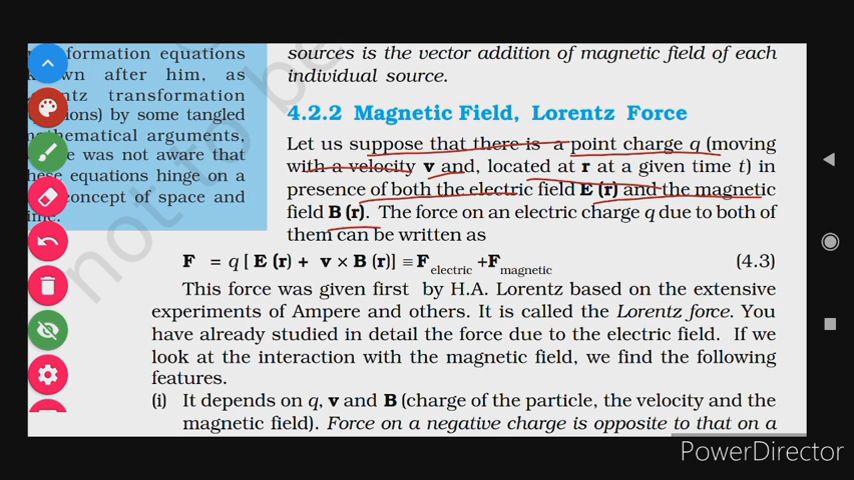 formation equations
wn after him, as
ntz transformation
ions) by some tangled
hematical arguments.
e was not aware that
hese equations hinge on a
concept of space and
time.
sources is the vector addition of magnetic field of each
individual source.
4.2.2 Magnetic Field, Lorentz Force
Let us suppose that there is a point charge q (moving
with a velocity v and, located at r at a given time t) in
presence of both the electric field E (r) and the magnetic
field B (r). The force on an electric charge q due to both of
them can be written as
F = q [ E (r) + v × B (r)] ≡ F electric +F magnetic (4.3)
This force was given first by H.A. Lorentz based on the extensive
experiments of Ampere and others. It is called the Lorentz force. You
have already studied in detail the force due to the electric field. If we
look at the interaction with the magnetic field, we find the following
features.
(i) It depends on q, v and B (charge of the particle, the velocity and the
magnetic field). Force on a negative charge is opposite to that on a
not to be
PowerDirector